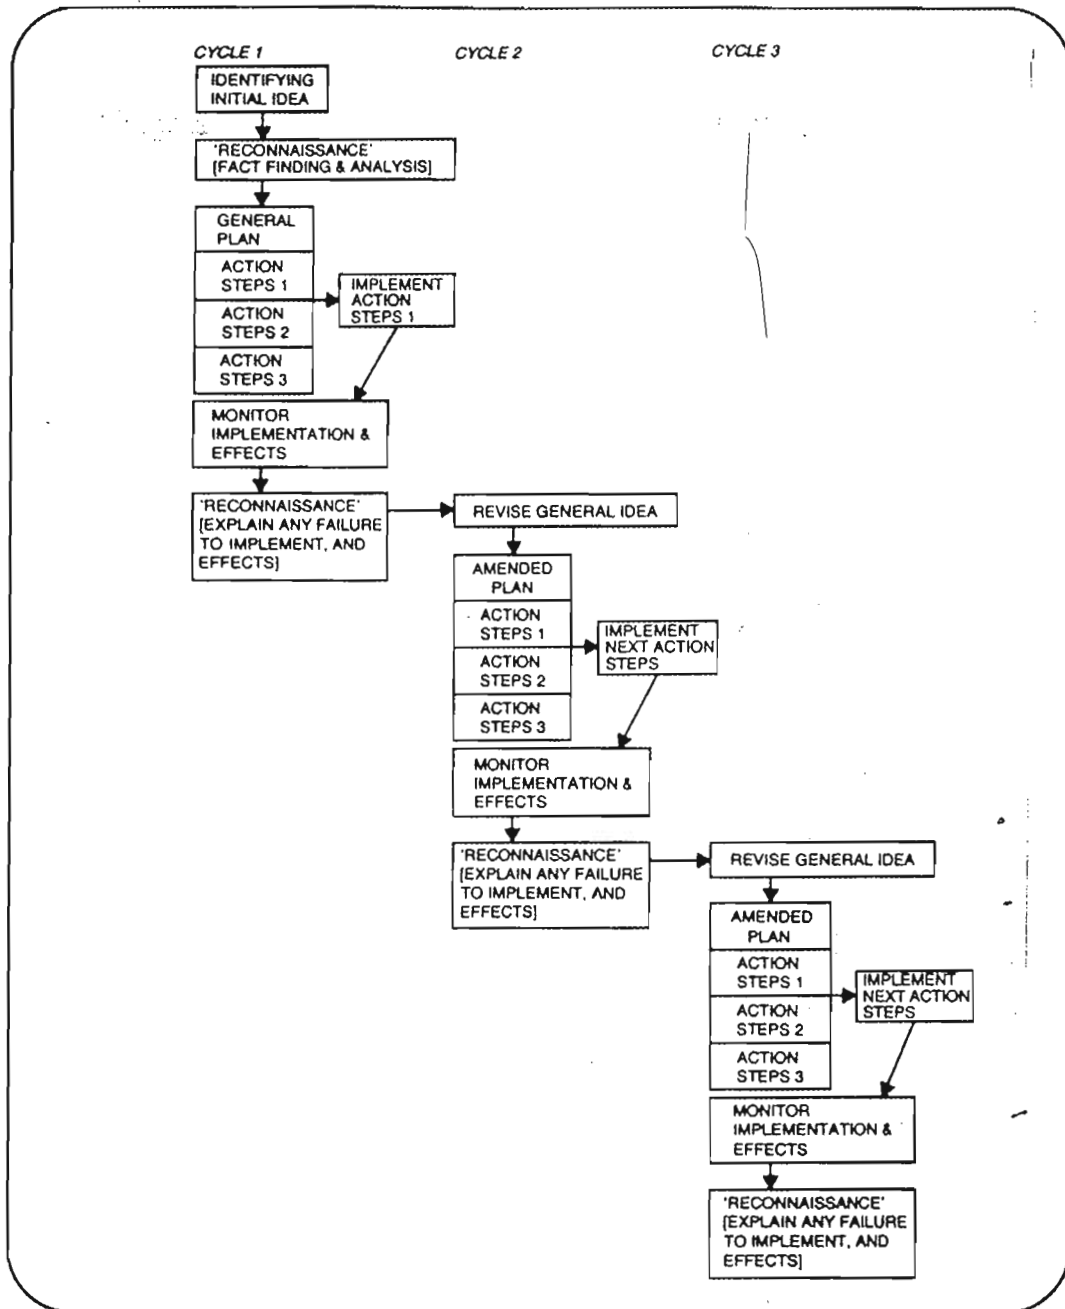 CYCLE 1
CYCLE 2
CYCLE 3
IDENTIFYING
INITIAL IDEA
'RECONNAISSANCE'
[FACT FINDING & ANALYSIS]
GENERAL
PLAN
ACTION
STEPS 1
ACTION
STEPS 2
ACTION
STEPS 3
IMPLEMENT
ACTION
STEPS 1
MONITOR
IMPLEMENTATION &
EFFECTS
'RECONNAISSANCE'
[EXPLAIN ANY FAILURE
TO IMPLEMENT, AND
EFFECTS]
REVISE GENERAL IDEA
AMENDED
PLAN
ACTION
STEPS 1
ACTION
STEPS 2
ACTION
STEPS 3
IMPLEMENT
NEXT ACTION
STEPS
MONITOR
IMPLEMENTATION &
EFFECTS
'RECONNAISSANCE'
[EXPLAIN ANY FAILURE
TO IMPLEMENT, AND
EFFECTS]
REVISE GENERAL IDEA
AMENDED
PLAN
ACTION
STEPS 1
ACTION
STEPS 2
ACTION
STEPS 3
IMPLEMENT
NEXT ACTION
STEPS
MONITOR
IMPLEMENTATION &
EFFECTS
'RECONNAISSANCE'
[EXPLAIN ANY FAILURE
TO IMPLEMENT, AND
EFFECTS]